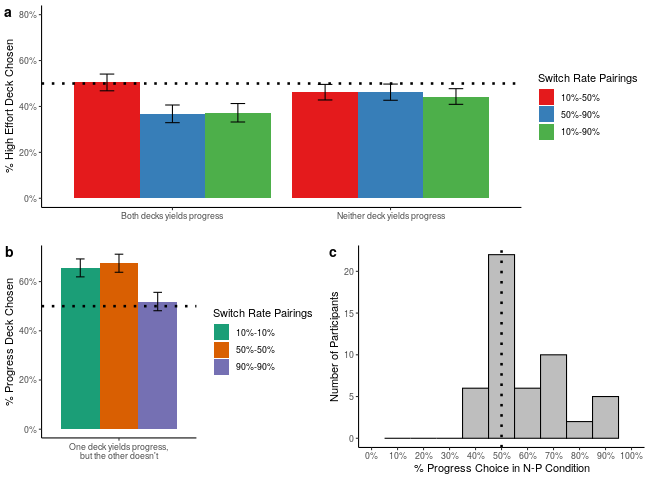 a
80%
60%
40%
20%
0%
% High Effort Deck Chosen
Both decks yields progress
Neither deck yields progress
Switch Rate Pairings
10%-50%
50%-90%
10%-90%
b
60%
40%
20%
0%
% Progress Deck Chosen
One deck yields progress,
but the other doesn't
Switch Rate Pairings
10%-10%
50%-50%
90%-90%
c
20
15
10
5
0
Number of Participants
0% 10% 20% 30% 40% 50% 60% 70% 80% 90% 100%
% Progress Choice in N-P Condition